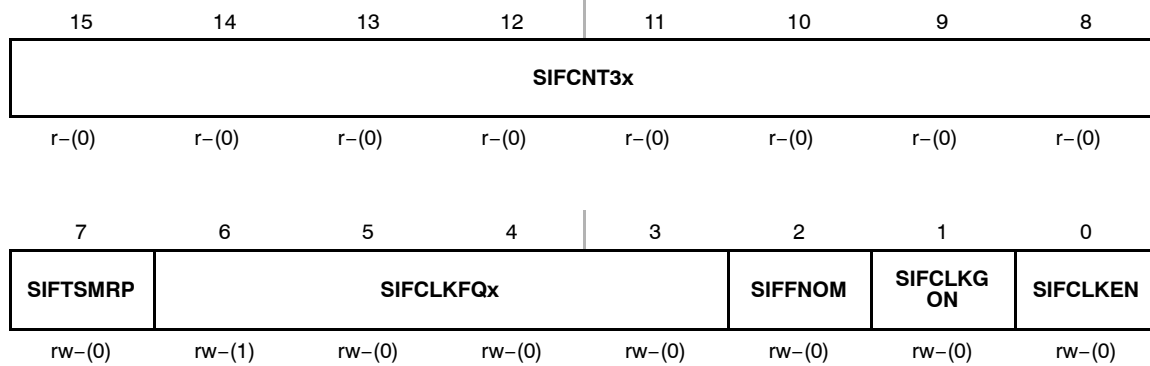 15 14 13 12 11 10 9 8
SIFCNT3x
r−(0) r−(0) r−(0) r−(0) r−(0) r−(0) r−(0) r−(0)
7 6 5 4 3 2 1 0
SIFTSMRP SIFCLKFQx SIFFNOM SIFCLKG SIFCLKEN
ON
rw−(0) rw−(1) rw−(0) rw−(0) rw−(0) rw−(0) rw−(0) rw−(0)